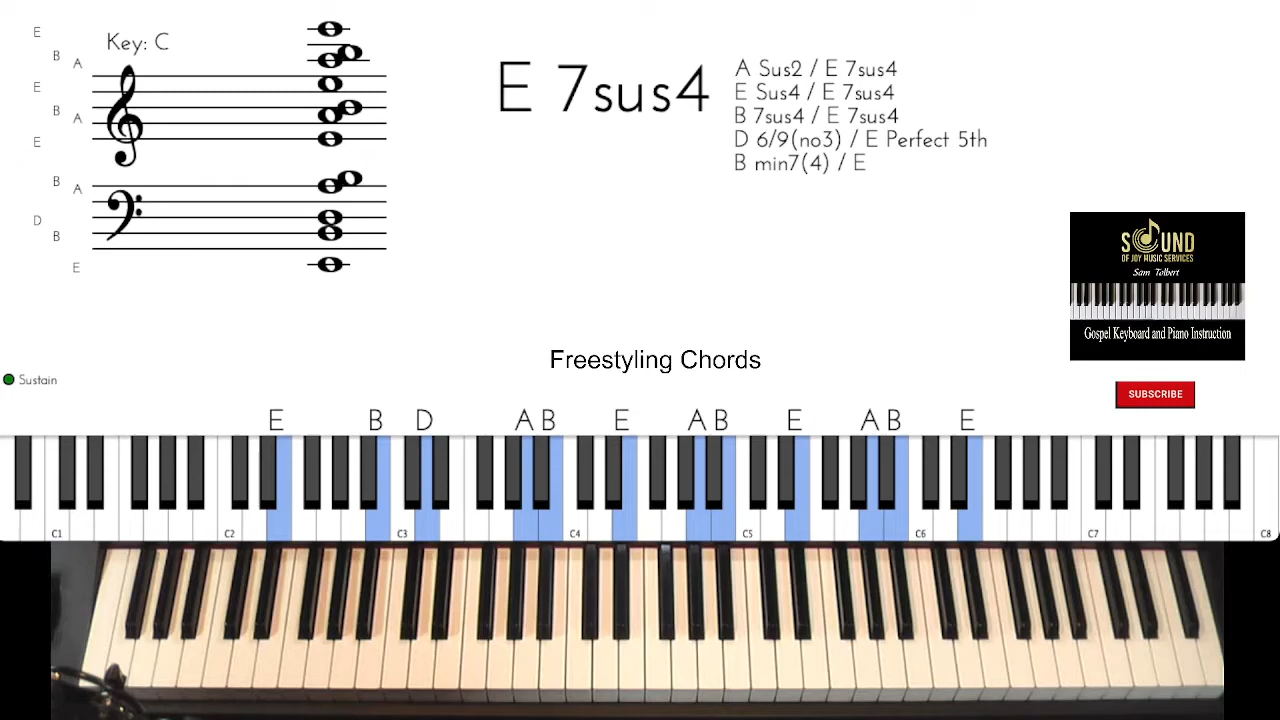 E
B
A
E
B
A
E
B
A
D
B
E
Key: C
E 7sus4
A Sus2 / E 7sus4
E Sus4 / E 7sus4
B 7sus4 / E 7sus4
D 6/9(no3) / E Perfect 5th
B min7(4) / E
SOUND
OF JOY MUSIC SERVICES
Sam Tolbert
Gospel Keyboard and Piano Instruction
Freestyling Chords
Sustain
SUBSCRIBE
E B D A B E A B E A B E
C1 C2 C3 C4 C5 C6 C7 C8